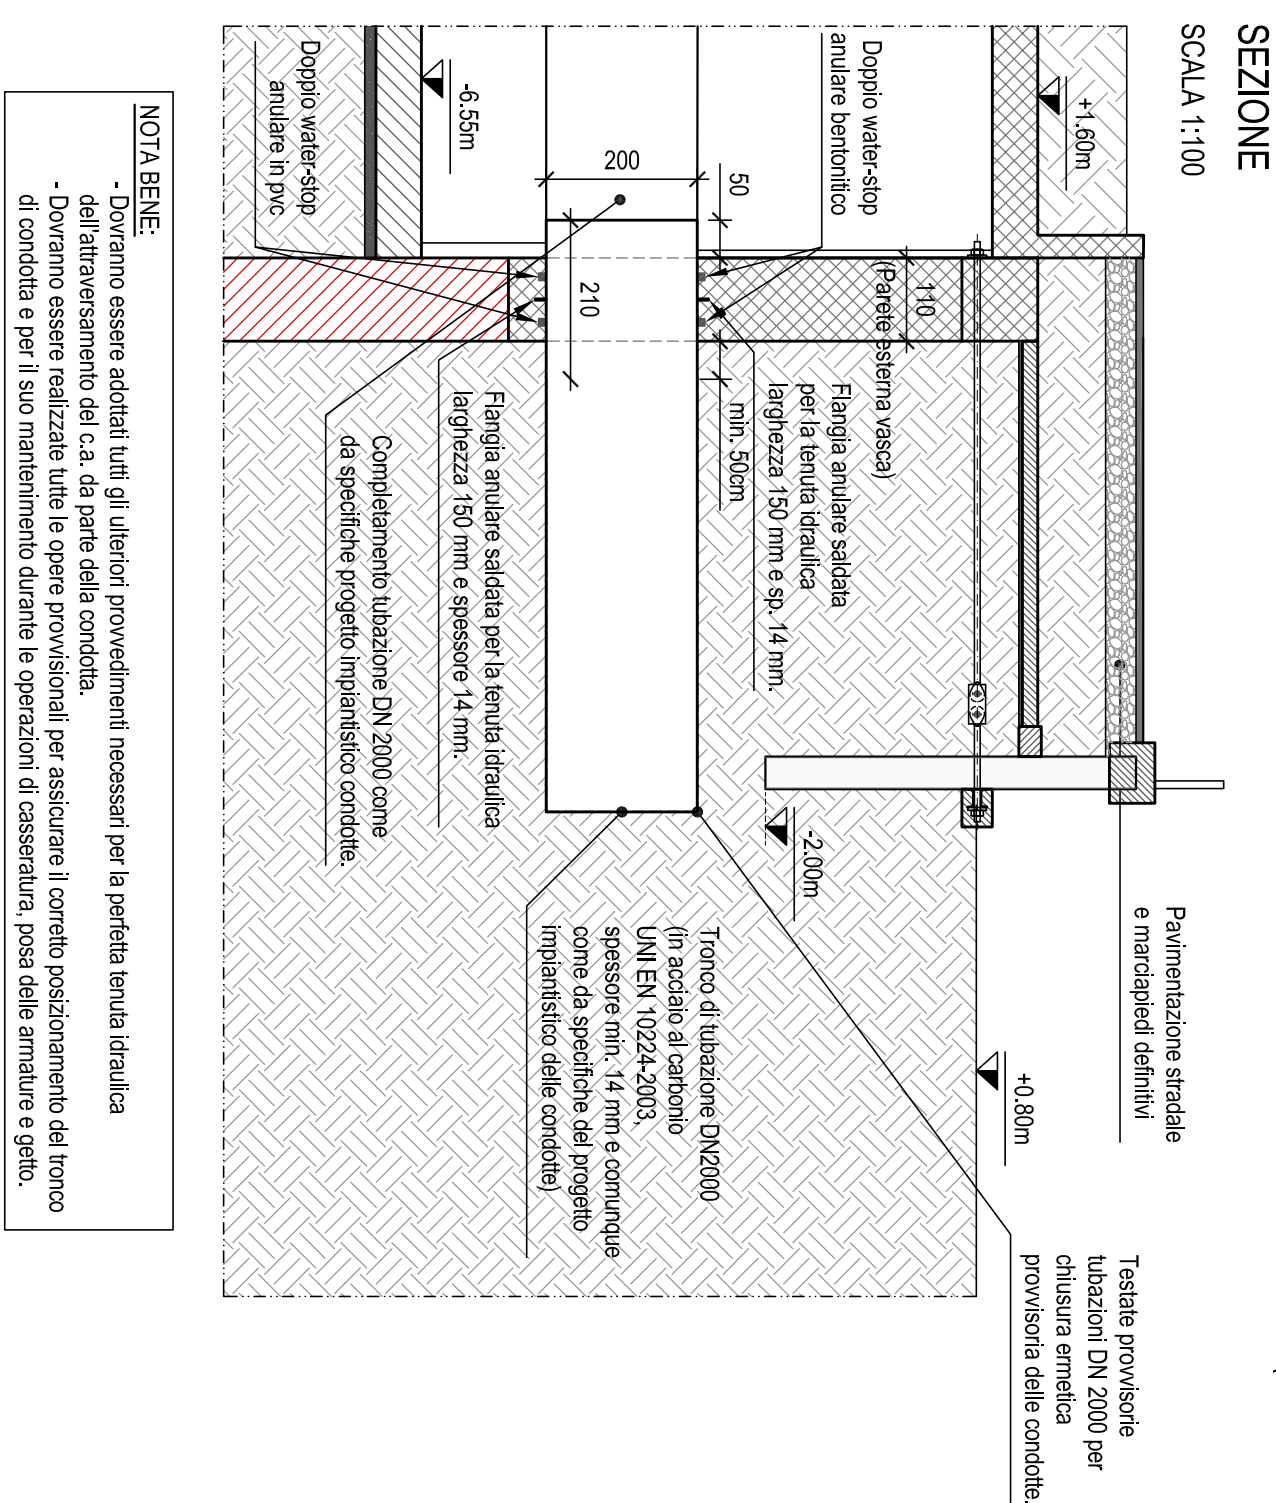 SEZIONE
SCALA 1:100
+1.60m
Doppio water-stop
anulare bentonitico
-6.55m
Doppio water-stop
anulare in pvc
200
50
210
110
(Parete esterna vasca)
min. 50cm
Flangia anulare saldata
per la tenuta idraulica
larghezza 150 mm e sp. 14 mm.
Flangia anulare saldata per la tenuta idraulica
larghezza 150 mm e spessore 14 mm.
Completamento tubazione DN 2000 come
da specifiche progetto impiantistico condotte.
-2.00m
Pavimentazione stradale
e marciapiedi definitivi
+0.80m
Tronco di tubazione DN2000
(in acciaio al carbonio
UNI EN 10224-2003,
spessore min. 14 mm e comunque
come da specifiche del progetto
impiantistico delle condotte)
Testate provvisorie
tubazioni DN 2000 per
chiusura ermetica
provvisoria delle condotte.
NOTA BENE:
- Dovranno essere adottati tutti gli ulteriori provvedimenti necessari per la perfetta tenuta idraulica
dell'attraversamento del c.a. da parte della condotta.
- Dovranno essere realizzate tutte le opere provvisionali per assicurare il corretto posizionamento del tronco
di condotta e per il suo mantenimento durante le operazioni di casseratura, posa delle armature e getto.